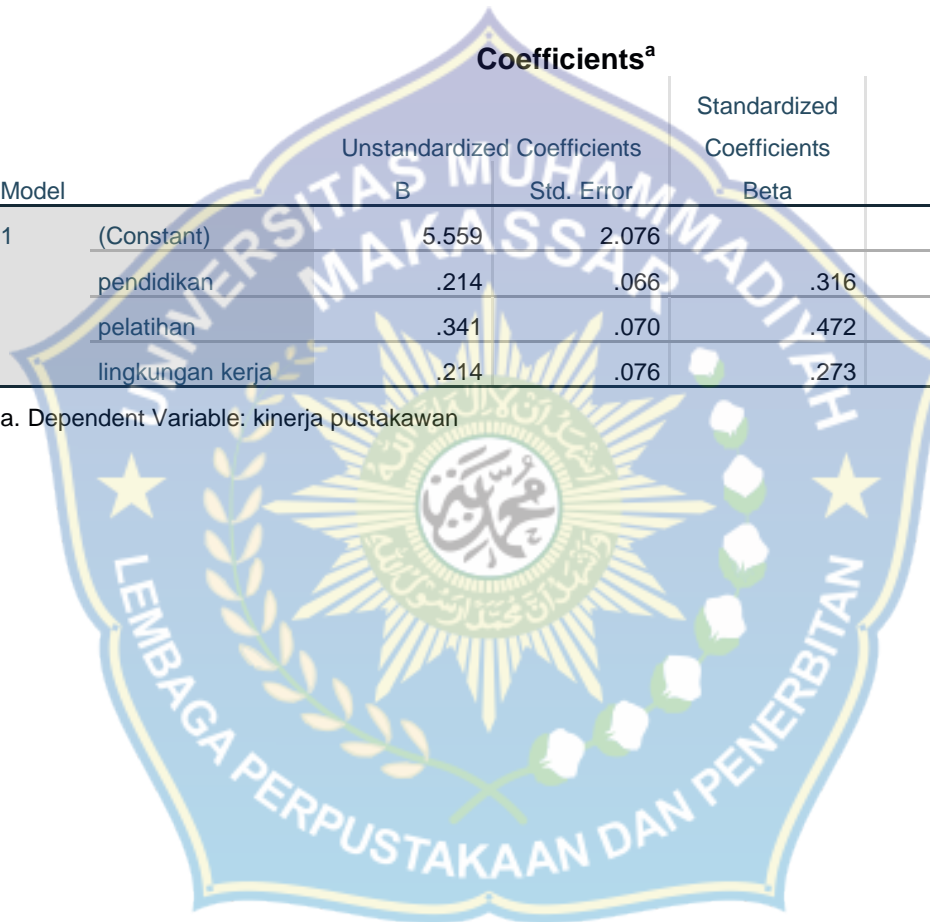 Coefficientsᵃ
Model Unstandardized Coefficients Standardized Coefficients
B Std. Error Beta
1 (Constant) 5.559 2.076
pendidikan .214 .066 .316
pelatihan .341 .070 .472
lingkungan kerja .214 .076 .273
a. Dependent Variable: kinerja pustakawan
UNIVERSITAS MUHAMMADIYAH
MAKASSAR
محمد
LEMBAGA PERPUSTAKAAN DAN PENERBITAN